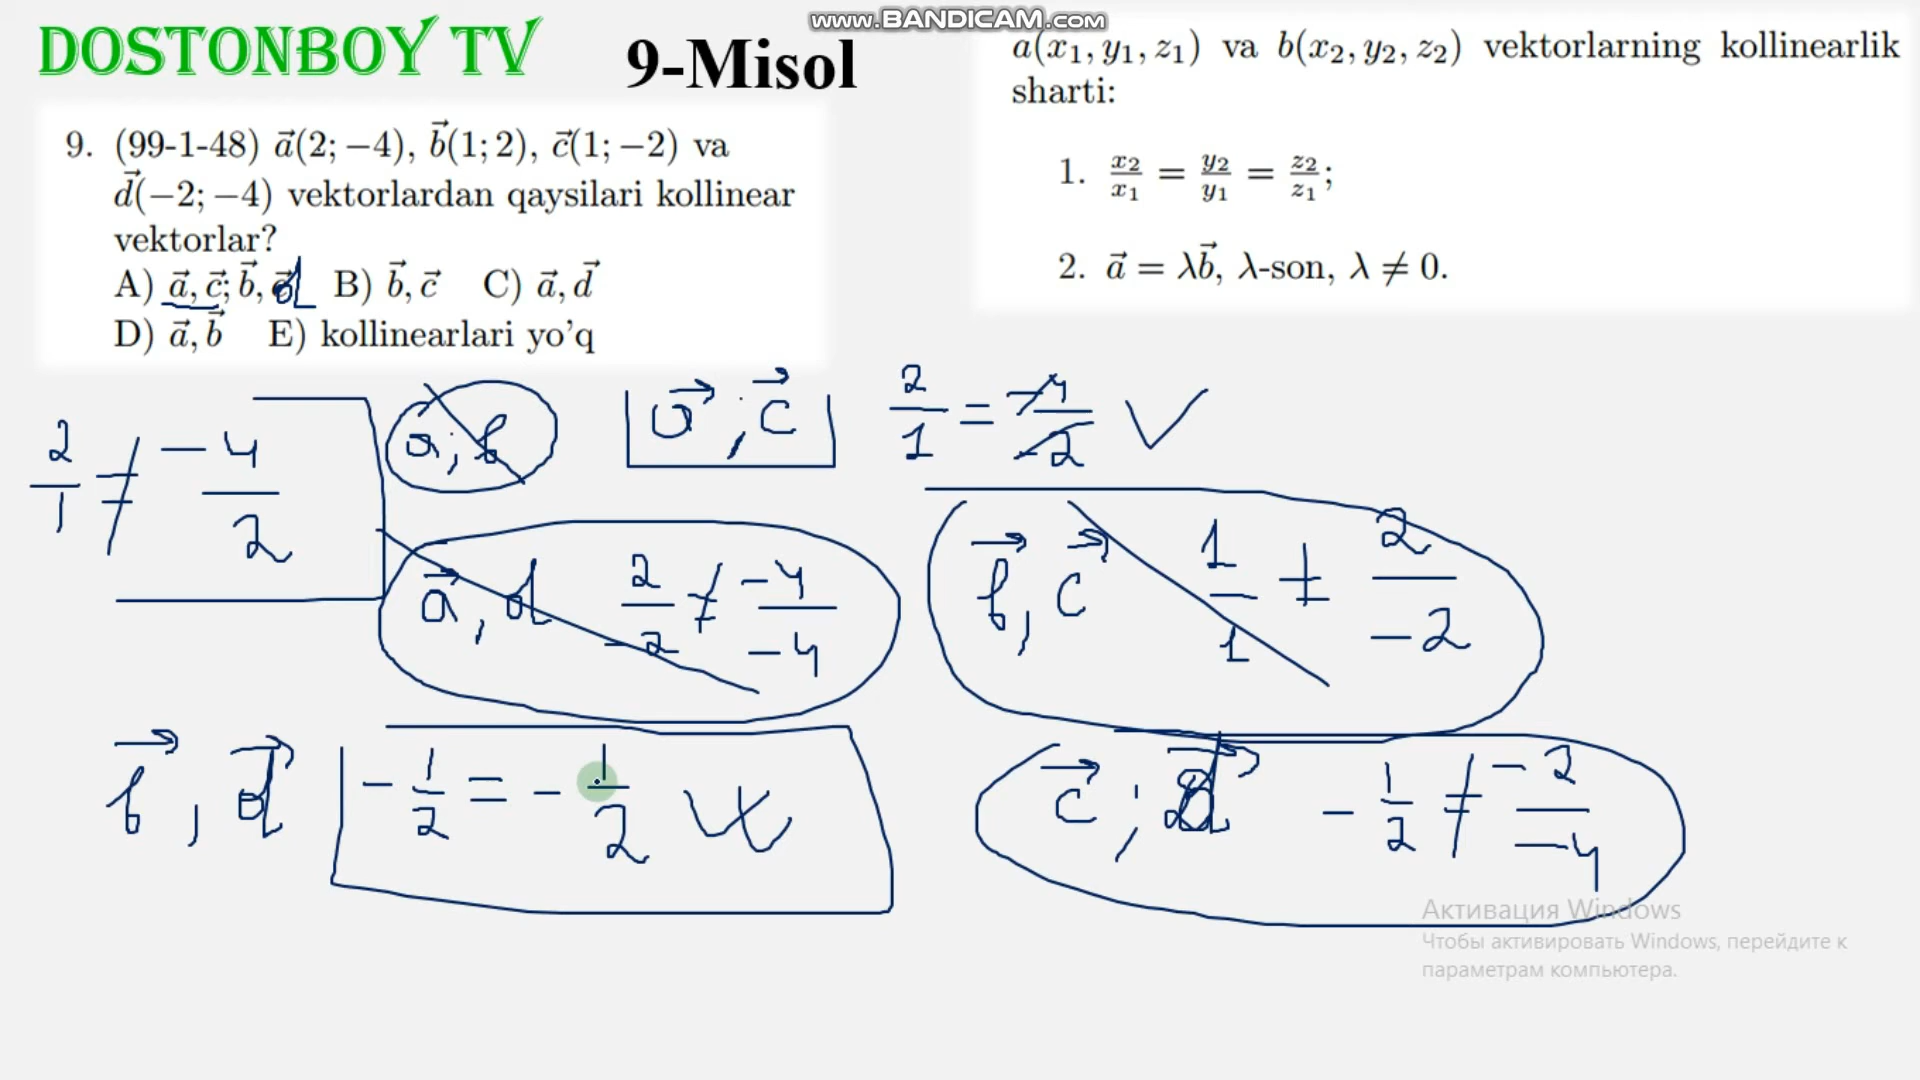 www.BANDICAM.com
DOSTONBOY TV
9-Misol
a(x₁, y₁, z₁) va b(x₂, y₂, z₂) vektorlarning kollinearlik
sharti:
1. x₂/x₁ = y₂/y₁ = z₂/z₁;
2. a⃗ = λb⃗, λ-son, λ ≠ 0.
9. (99-1-48) a⃗(2; −4), b⃗(1; 2), c⃗(1; −2) va
d⃗(−2; −4) vektorlardan qaysilari kollinear
vektorlar?
A) a⃗, c⃗; b⃗, d B) b⃗, c⃗ C) a⃗, d⃗
D) a⃗, b⃗ E) kollinearlari yo'q
2/1 ≠ −4/2
a; b
a⃗, c⃗ 2/1 = −4/−2
a⃗, d 2/−2 ≠ −4/−4
b⃗, c⃗ 1/1 ≠ 2/−2
b⃗, d⃗ −1/2 = −1/2
c⃗; d⃗ −1/2 ≠ −2/−4
Активация Windows
Чтобы активировать Windows, перейдите к
параметрам компьютера.